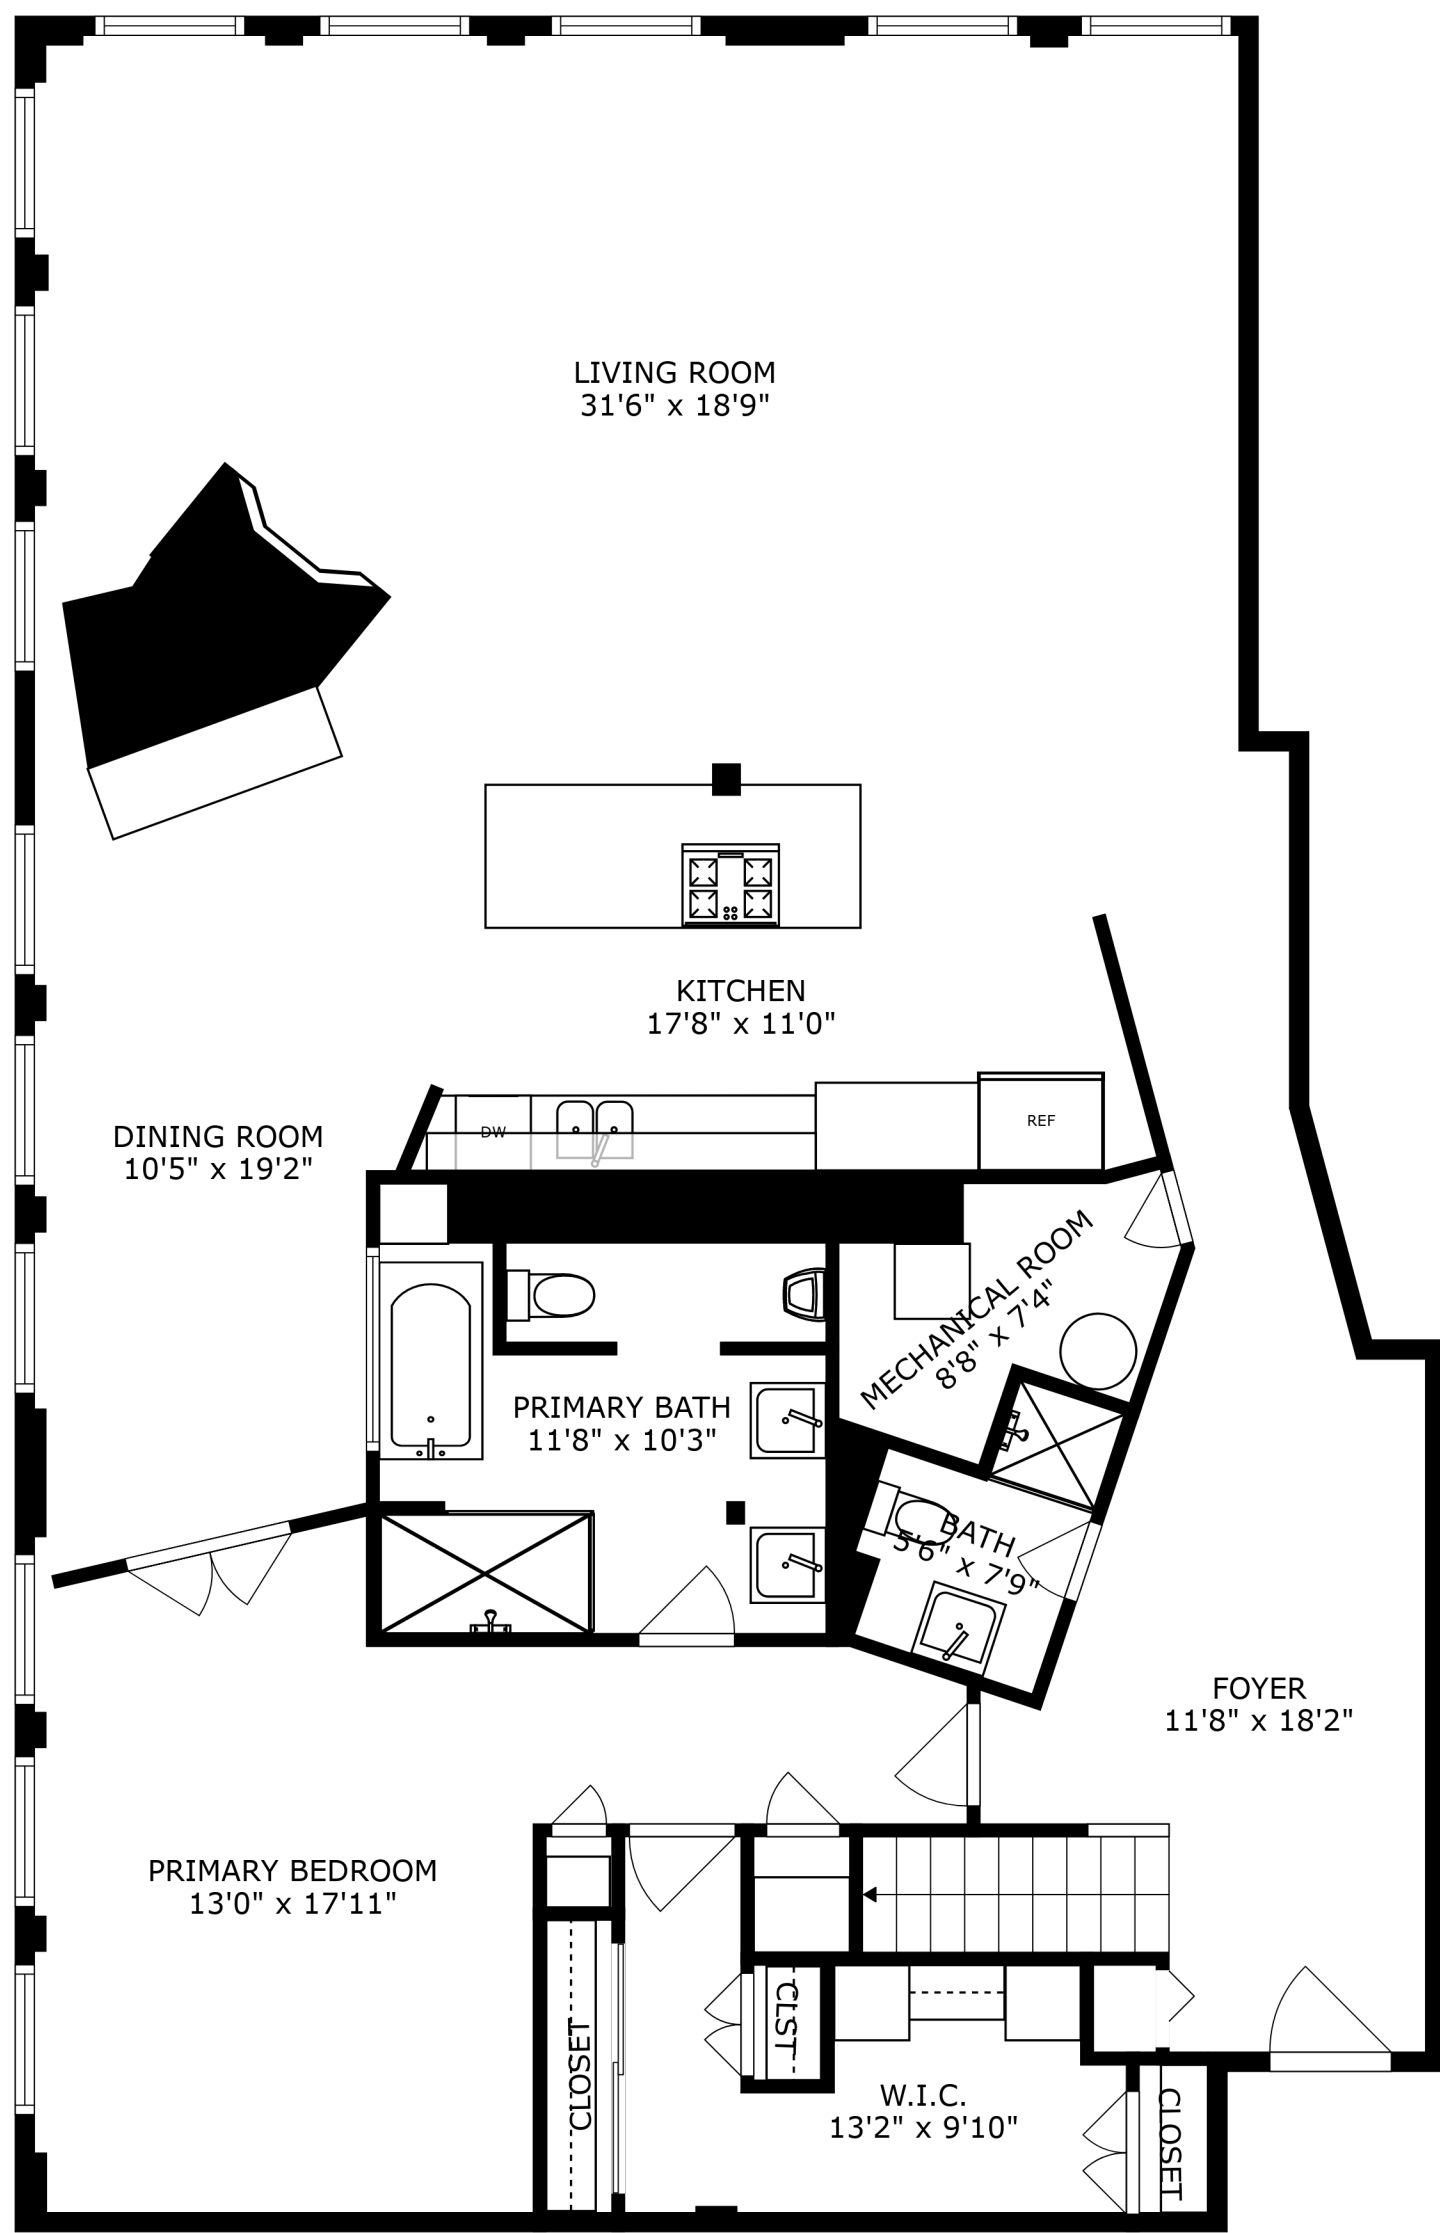 LIVING ROOM
31'6" x 18'9"
KITCHEN
17'8" x 11'0"
REF
DW
DINING ROOM
10'5" x 19'2"
MECHANICAL ROOM
8'8" x 7'4"
PRIMARY BATH
11'8" x 10'3"
BATH
5'6" x 7'9"
FOYER
11'8" x 18'2"
PRIMARY BEDROOM
13'0" x 17'11"
CLST
CLOSET
W.I.C.
13'2" x 9'10"
CLOSET